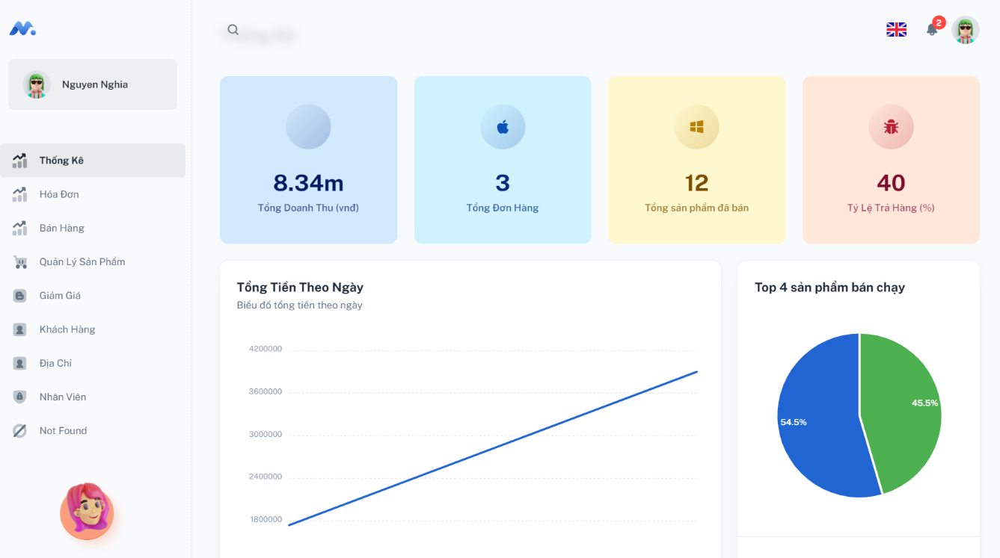 2
Nguyen Nghia
Thống Kê
Hóa Đơn
Bán Hàng
Quản Lý Sản Phẩm
Giảm Giá
Khách Hàng
Địa Chỉ
Nhân Viên
Not Found
8.34m
Tổng Doanh Thu (vnđ)
3
Tổng Đơn Hàng
12
Tổng sản phẩm đã bán
40
Tỷ Lệ Trả Hàng (%)
Tổng Tiền Theo Ngày
Biểu đồ tổng tiền theo ngày
4200000
3600000
3000000
2400000
1800000
Top 4 sản phẩm bán chạy
45.5%
54.5%